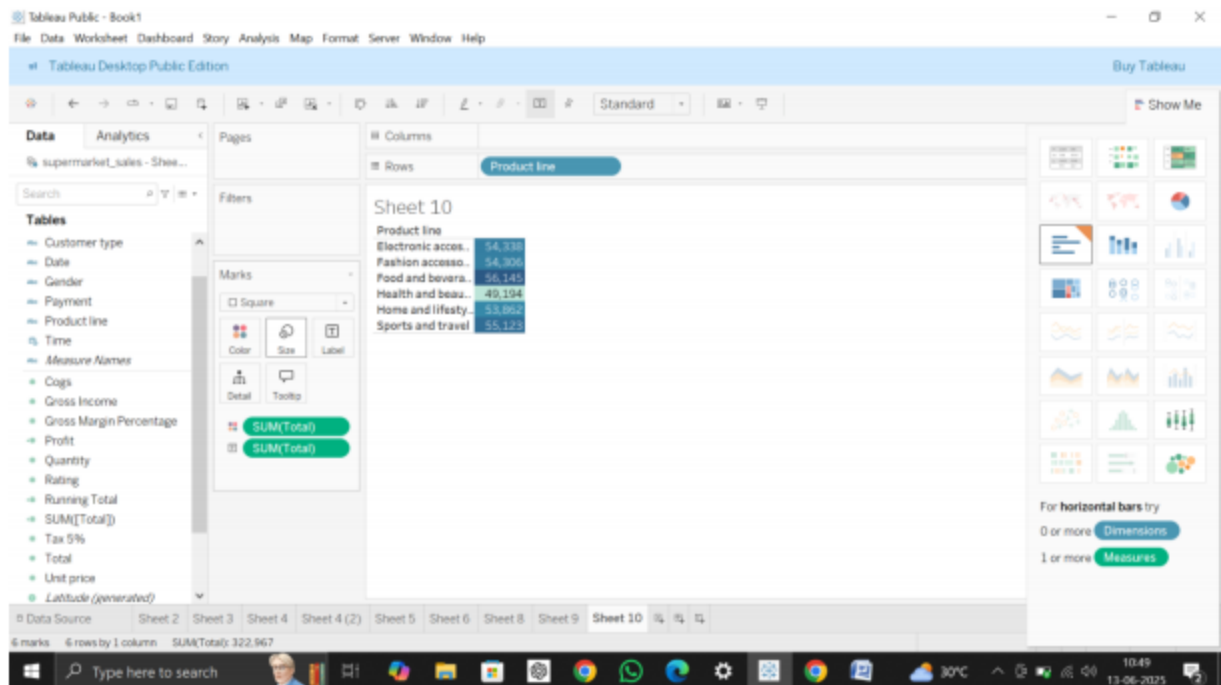 Tableau Public - Book1
File Data Worksheet Dashboard Story Analysis Map Format Server Window Help
Tableau Desktop Public Edition Buy Tableau
Standard Show Me
Data Analytics Pages Columns
supermarket_sales - Shee... Rows Product line
Search Filters
Tables
Customer type
Date
Gender
Payment
Product line
Time
Measure Names
Cogs
Gross Income
Gross Margin Percentage
Profit
Quantity
Rating
Running Total
SUM([Total])
Tax 5%
Total
Unit price
Latitude (generated)
Marks
Square
Color Size Label
Detail Tooltip
SUM(Total)
SUM(Total)
Sheet 10
Product line
Electronic acces.. 54,338
Fashion accesso.. 54,306
Food and bevera.. 56,145
Health and beau.. 49,194
Home and lifesty.. 53,862
Sports and travel 55,123
For horizontal bars try
0 or more Dimensions
1 or more Measures
Data Source Sheet 2 Sheet 3 Sheet 4 Sheet 4 (2) Sheet 5 Sheet 6 Sheet 8 Sheet 9 Sheet 10
6 marks 6 rows by 1 column SUM(Total): 322,967
Type here to search 30°C 10:49
13-06-2025